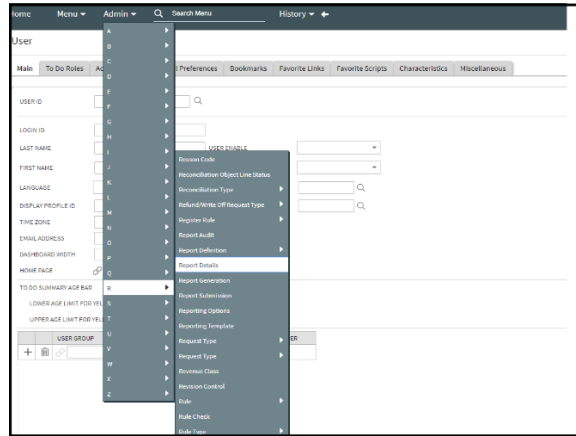 Home Menu Admin Search Menu History
User
Main To Do Roles Preferences Bookmarks Favorite Links Favorite Scripts Characteristics Miscellaneous
USER ID
LOGIN ID
LAST NAME USER ENABLE
FIRST NAME
LANGUAGE
DISPLAY PROFILE ID
TIME ZONE
EMAIL ADDRESS
DASHBOARD WIDTH
HOME PAGE
TO DO SUMMARY AGE BAR
LOWER AGE LIMIT FOR YEL
UPPER AGE LIMIT FOR YEL
USER GROUP ER
A
B
C
D
E
F
G
H
I
J
K
L
M
N
O
P
Q
R
S
T
U
V
W
X
Z
Reason Code
Reconciliation Object Line Status
Reconciliation Type
Refund/Write Off Request Type
Register Rule
Report Audit
Report Definition
Report Details
Report Generation
Report Submission
Reporting Options
Reporting Template
Request Type
Request Type
Revenue Class
Revision Control
Rule
Rule Check
Rule Type